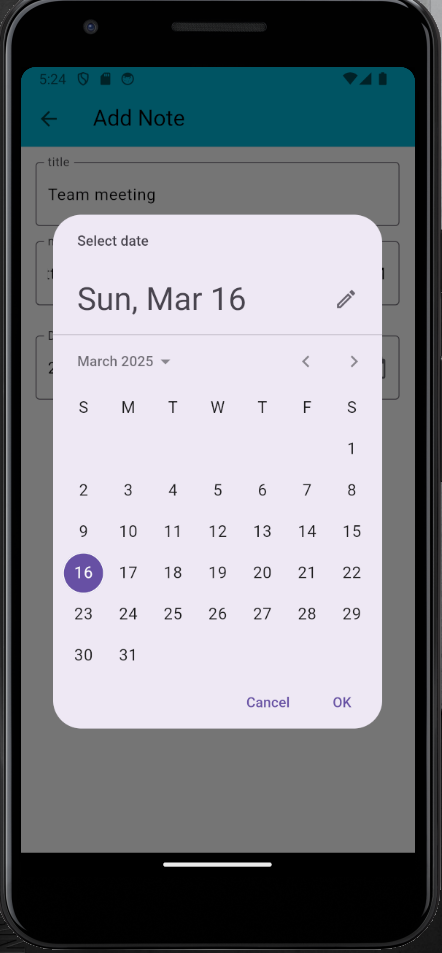 5:24
Add Note
title
Team meeting
Select date
Sun, Mar 16
March 2025
S M T W T F S
1
2 3 4 5 6 7 8
9 10 11 12 13 14 15
16 17 18 19 20 21 22
23 24 25 26 27 28 29
30 31
Cancel OK